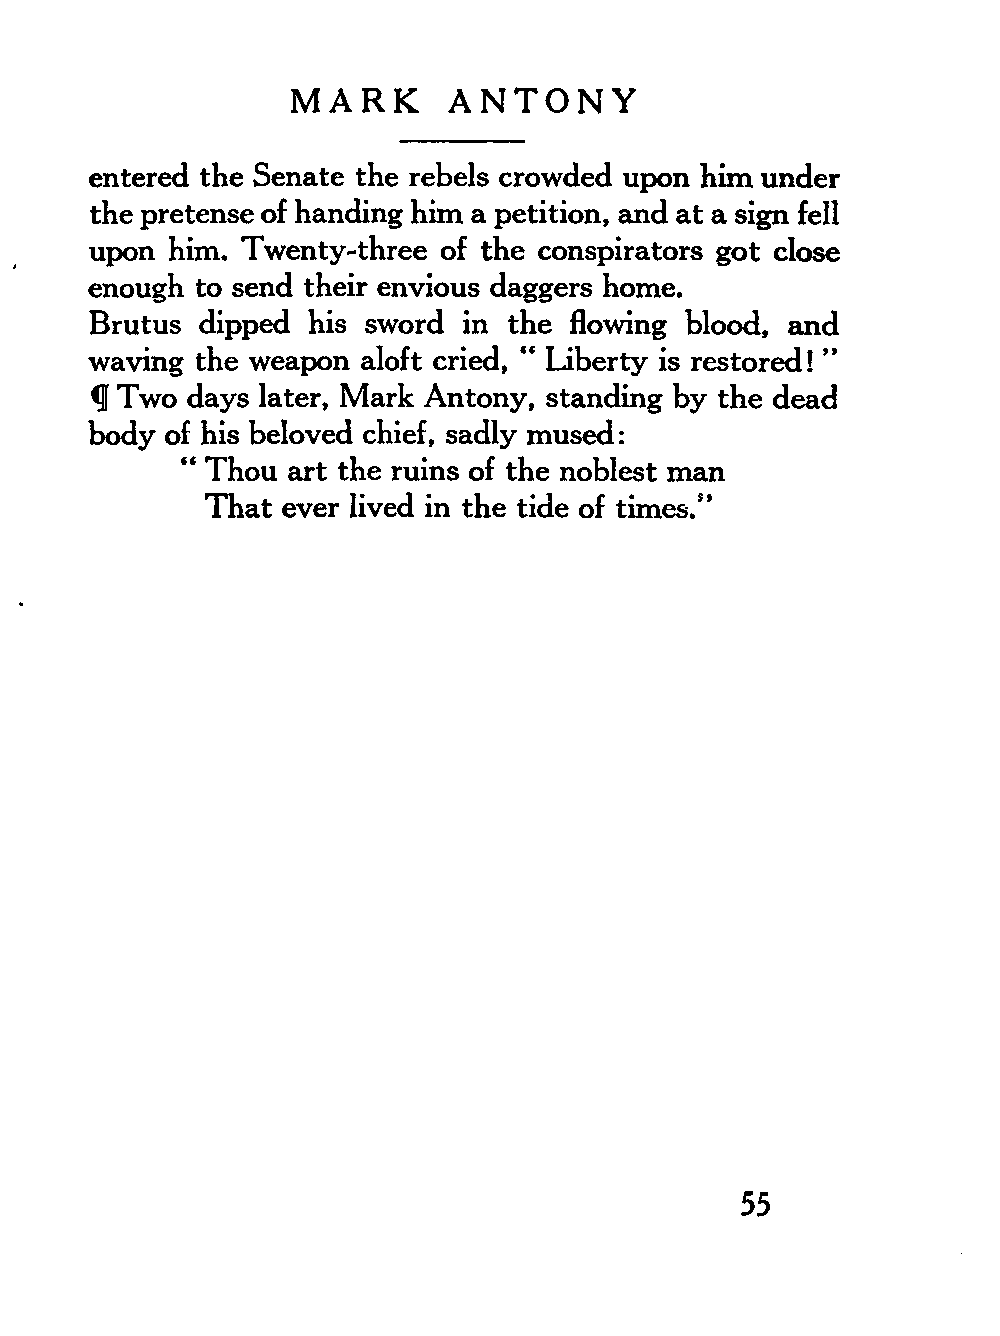 MARK ANTONY
entered the Senate the rebels crowded upon him under
the pretense of handing him a petition, and at a sign fell
upon him. Twenty-three of the conspirators got close
enough to send their envious daggers home.
Brutus dipped his sword in the flowing blood, and
waving the weapon aloft cried, “ Liberty is restored! ”
¶ Two days later, Mark Antony, standing by the dead
body of his beloved chief, sadly mused:
“ Thou art the ruins of the noblest man
That ever lived in the tide of times.”
55